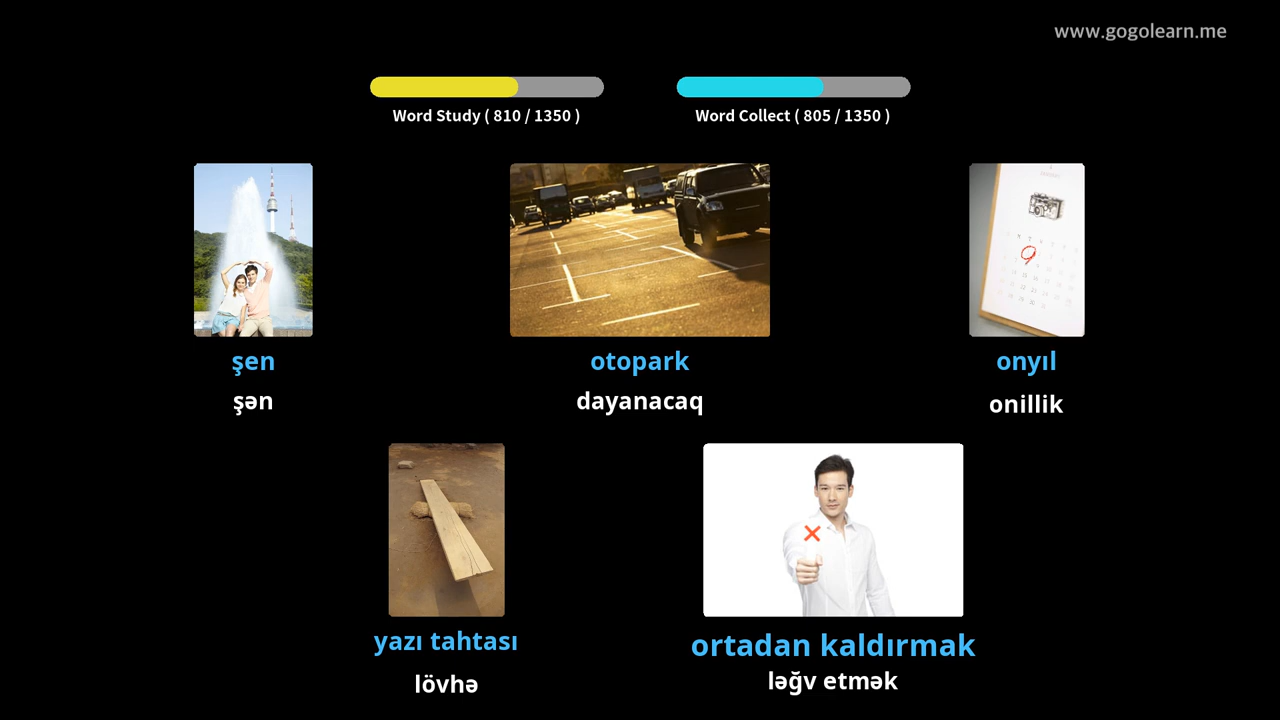 www.gogolearn.me
Word Study ( 810 / 1350 )
Word Collect ( 805 / 1350 )
şen
otopark
onyıl
şən
dayanacaq
onillik
yazı tahtası
ortadan kaldırmak
lövhə
ləğv etmək